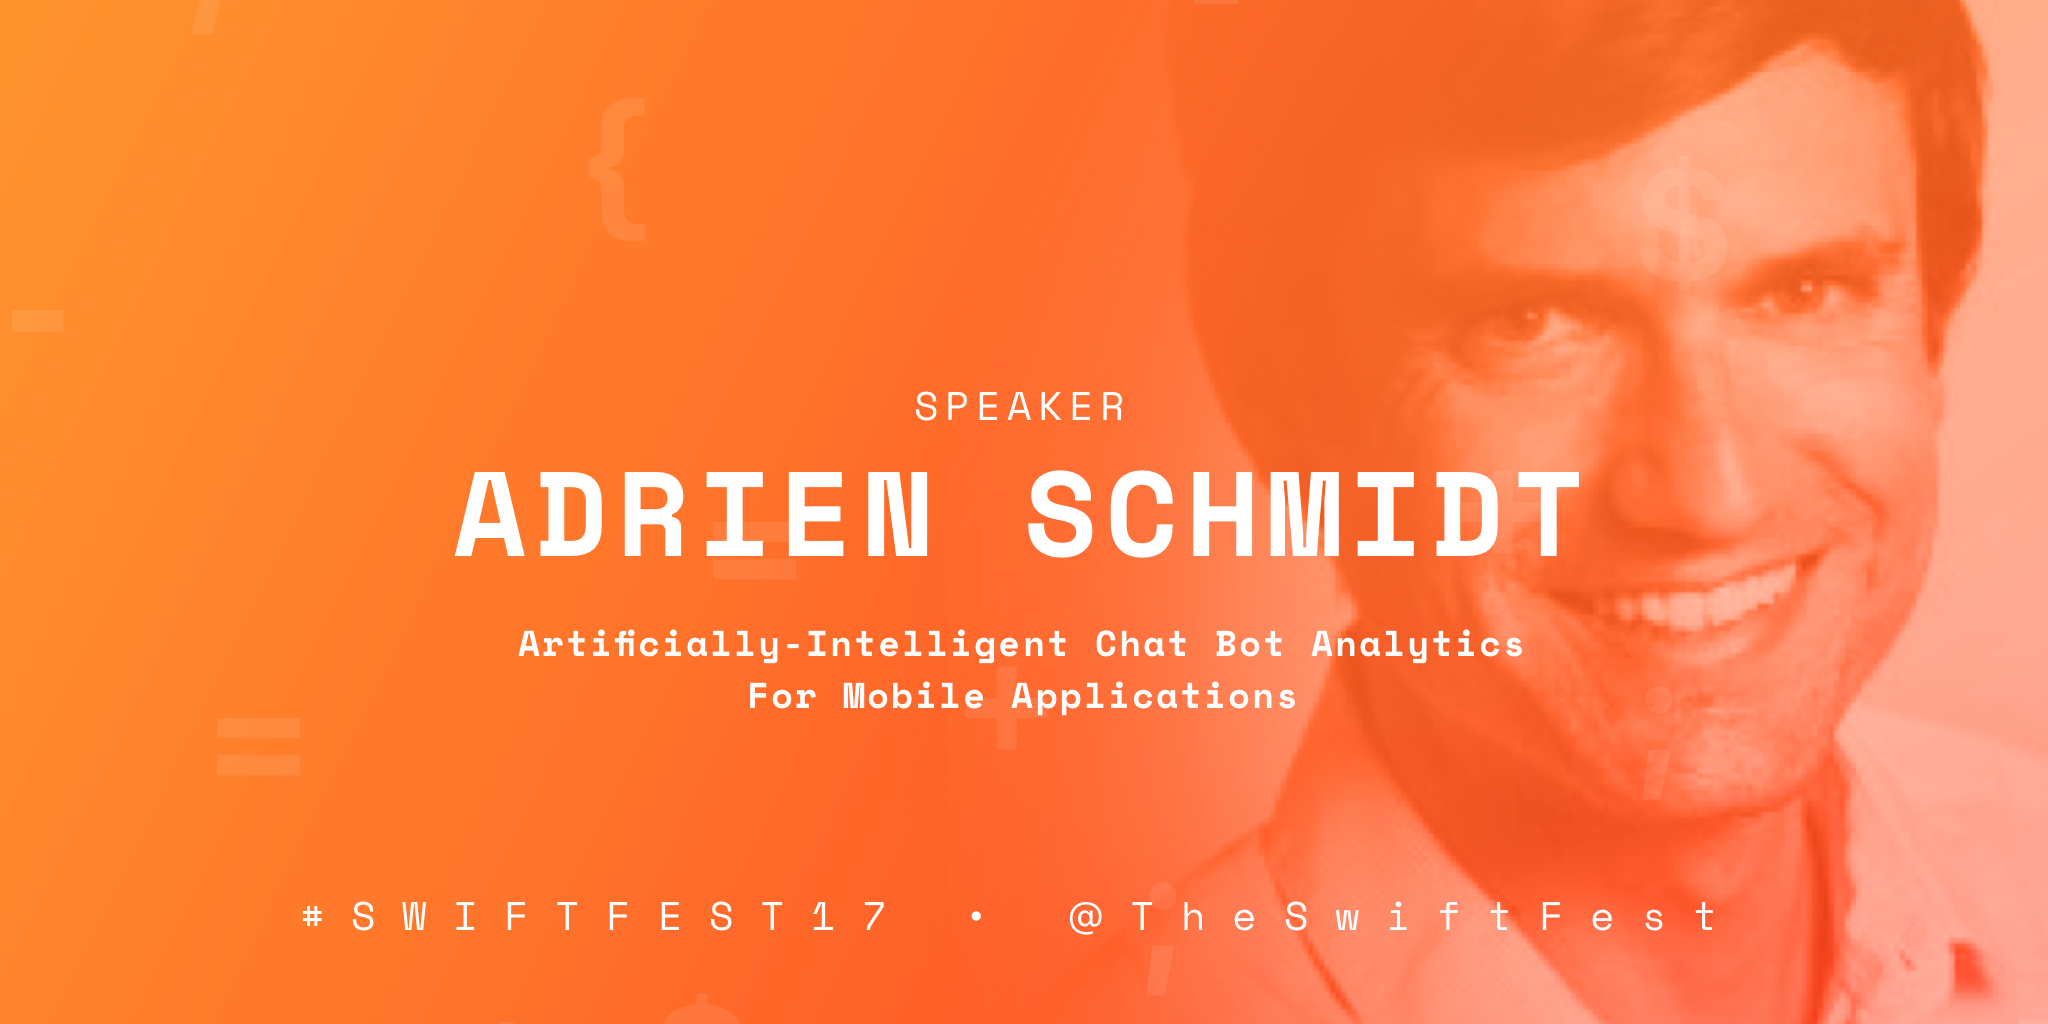 SPEAKER
ADRIEN SCHMIDT
Artificially-Intelligent Chat Bot Analytics
For Mobile Applications
#SWIFTFEST17 • @TheSwiftFest